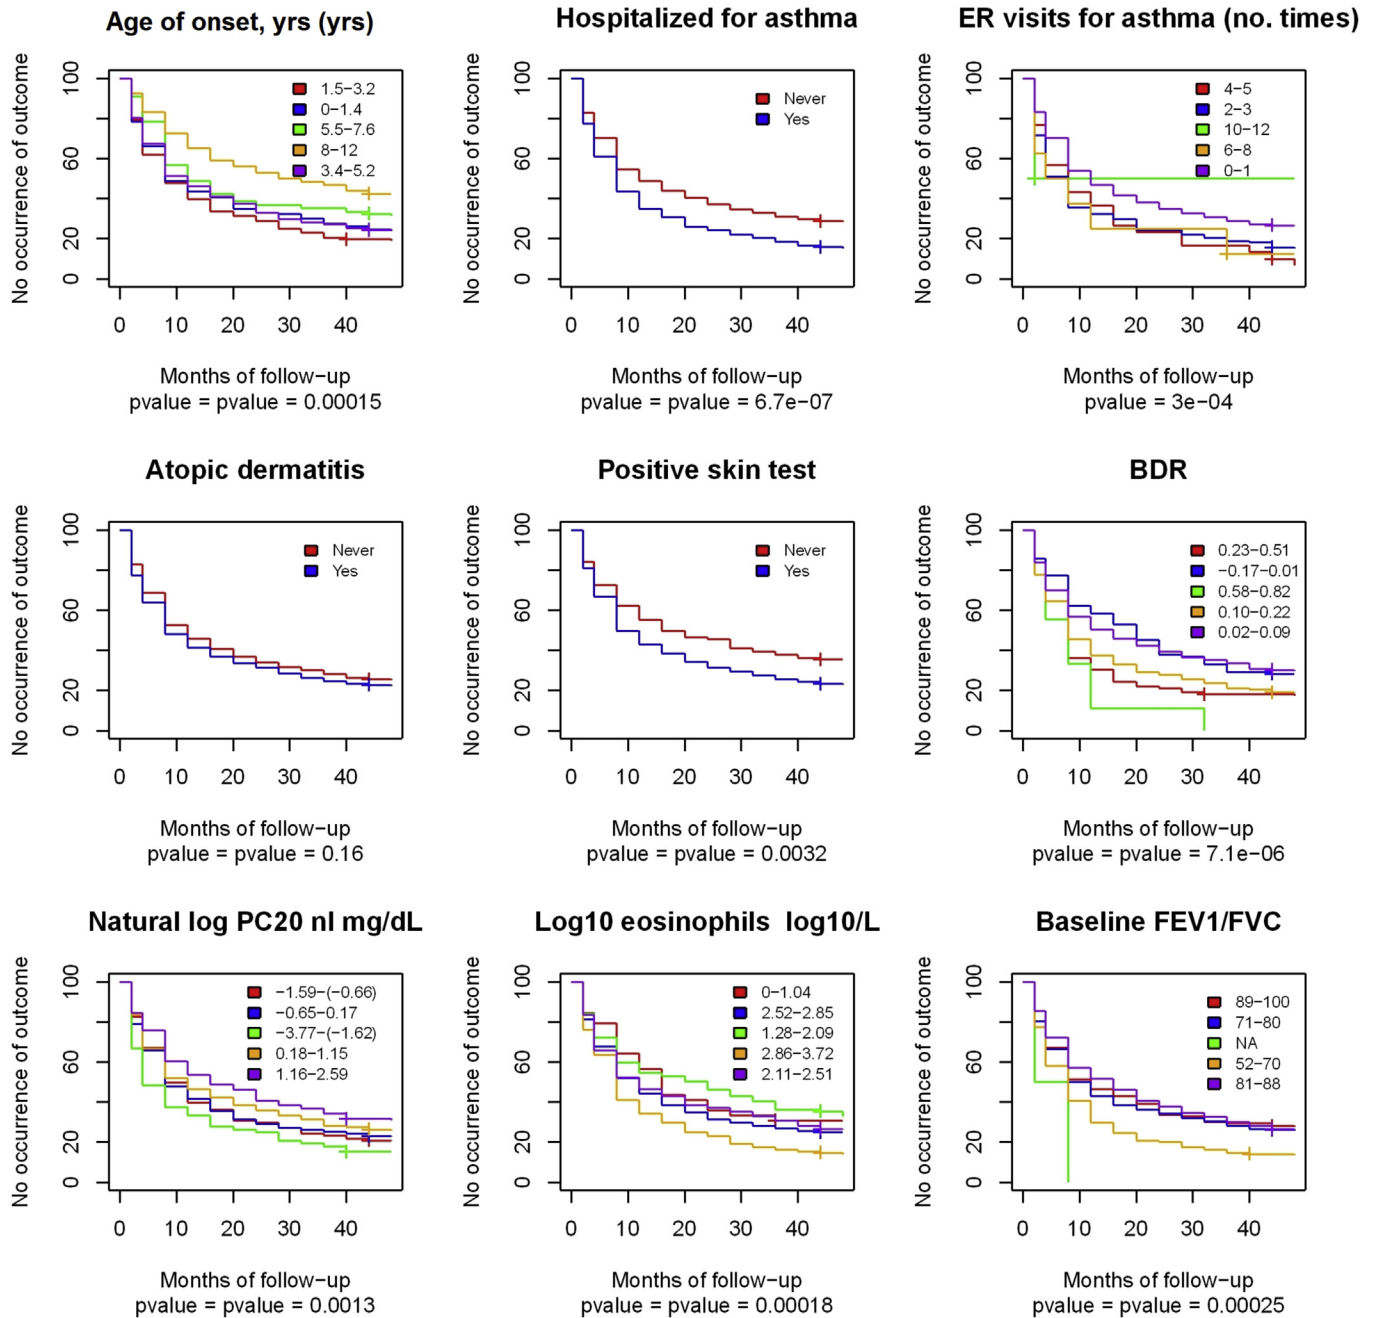 Age of onset, yrs (yrs)
No occurrence of outcome
100
60
20
0
1.5−3.2
0−1.4
5.5−7.6
8−12
3.4−5.2
0 10 20 30 40
Months of follow−up
pvalue = pvalue = 0.00015
Hospitalized for asthma
No occurrence of outcome
100
60
20
0
Never
Yes
0 10 20 30 40
Months of follow−up
pvalue = pvalue = 6.7e−07
ER visits for asthma (no. times)
No occurrence of outcome
100
60
20
0
4−5
2−3
10−12
6−8
0−1
0 10 20 30 40
Months of follow−up
pvalue = 3e−04
Atopic dermatitis
No occurrence of outcome
100
60
20
0
Never
Yes
0 10 20 30 40
Months of follow−up
pvalue = pvalue = 0.16
Positive skin test
No occurrence of outcome
100
60
20
0
Never
Yes
0 10 20 30 40
Months of follow−up
pvalue = pvalue = 0.0032
BDR
No occurrence of outcome
100
60
20
0
0.23−0.51
−0.17−0.01
0.58−0.82
0.10−0.22
0.02−0.09
0 10 20 30 40
Months of follow−up
pvalue = pvalue = 7.1e−06
Natural log PC20 nl mg/dL
No occurrence of outcome
100
60
20
0
−1.59−(−0.66)
−0.65−0.17
−3.77−(−1.62)
0.18−1.15
1.16−2.59
0 10 20 30 40
Months of follow−up
pvalue = pvalue = 0.0013
Log10 eosinophils log10/L
No occurrence of outcome
100
60
20
0
0−1.04
2.52−2.85
1.28−2.09
2.86−3.72
2.11−2.51
0 10 20 30 40
Months of follow−up
pvalue = pvalue = 0.00018
Baseline FEV1/FVC
No occurrence of outcome
100
60
20
0
89−100
71−80
NA
52−70
81−88
0 10 20 30 40
Months of follow−up
pvalue = pvalue = 0.00025